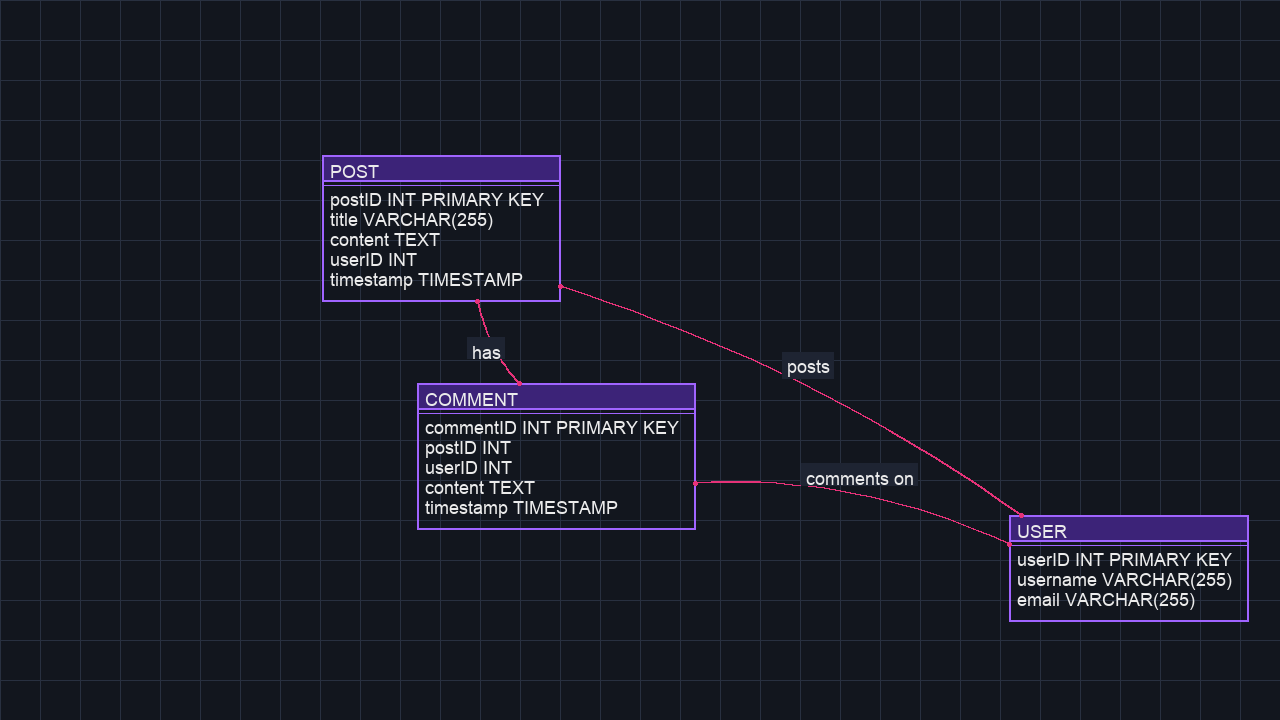 POST
postID INT PRIMARY KEY
title VARCHAR(255)
content TEXT
userID INT
timestamp TIMESTAMP
has
posts
COMMENT
commentID INT PRIMARY KEY
postID INT
userID INT
content TEXT
timestamp TIMESTAMP
comments on
USER
userID INT PRIMARY KEY
username VARCHAR(255)
email VARCHAR(255)